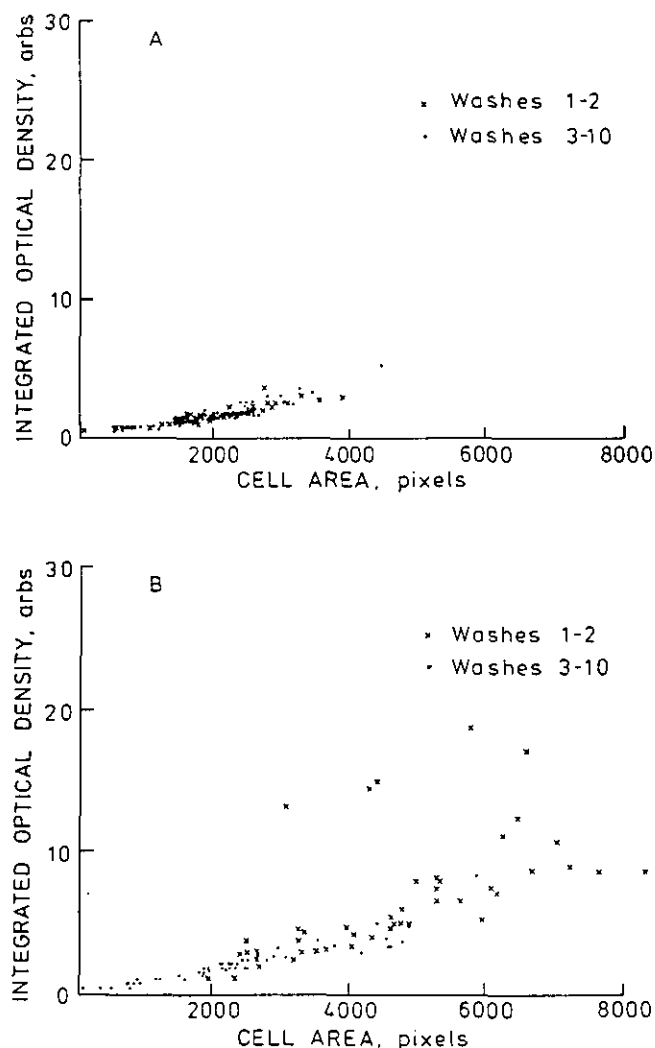 A
INTEGRATED OPTICAL DENSITY, arbs
30
20
10
0
x Washes 1-2
· Washes 3-10
2000 4000 6000 8000
CELL AREA, pixels
B
INTEGRATED OPTICAL DENSITY, arbs
30
20
10
0
x Washes 1-2
· Washes 3-10
2000 4000 6000 8000
CELL AREA, pixels